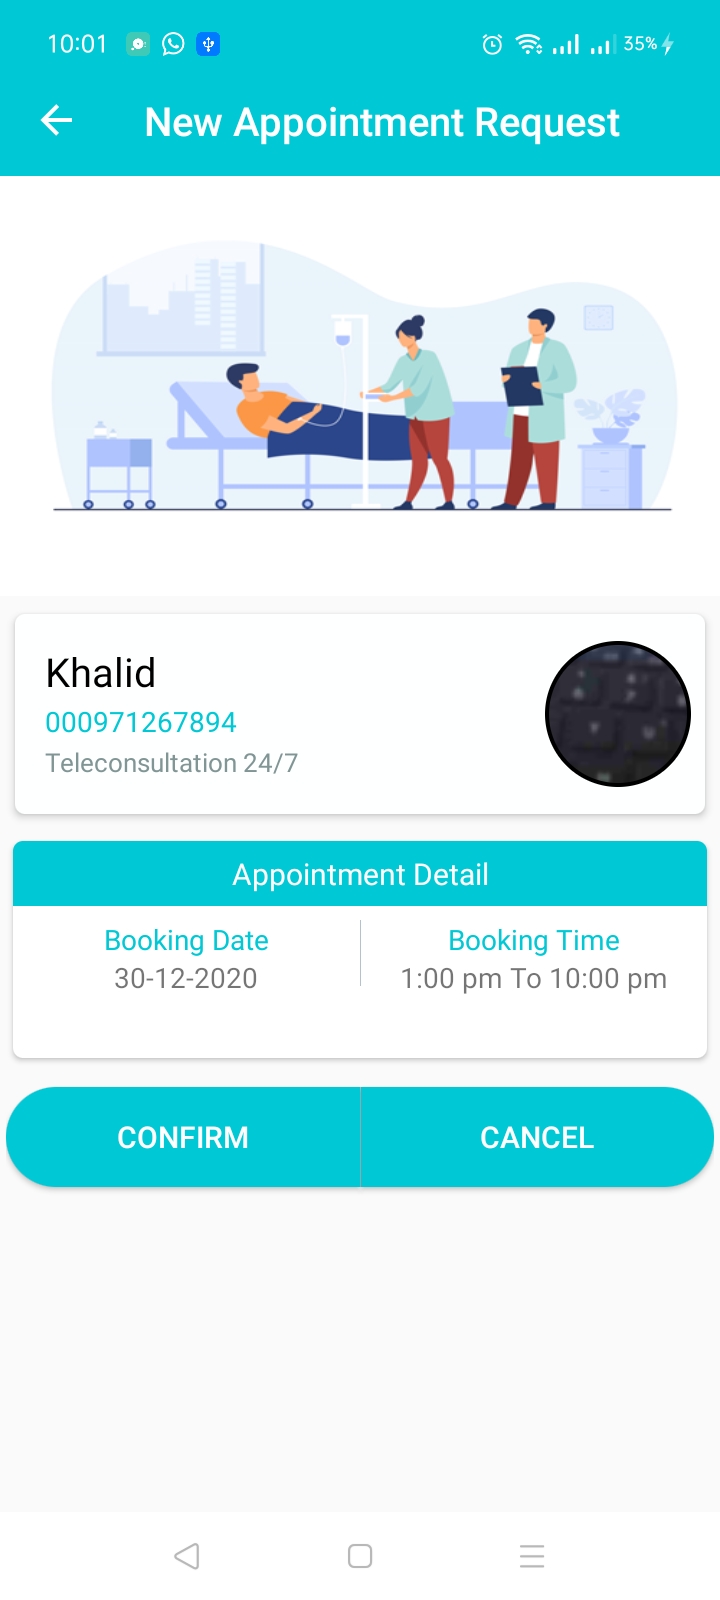 10:01 35%
New Appointment Request
Khalid
000971267894
Teleconsultation 24/7
Appointment Detail
Booking Date Booking Time
30-12-2020 1:00 pm To 10:00 pm
CONFIRM CANCEL